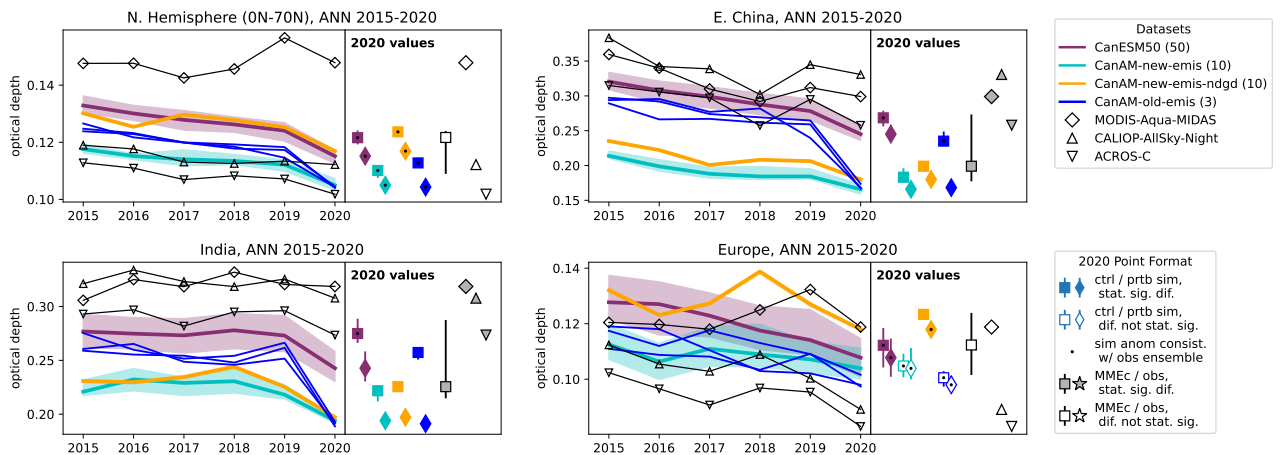 N. Hemisphere (0N-70N), ANN 2015-2020
optical depth
0.14
0.12
0.10
2015 2016 2017 2018 2019 2020
2020 values
E. China, ANN 2015-2020
optical depth
0.35
0.30
0.25
0.20
0.15
2015 2016 2017 2018 2019 2020
2020 values
Datasets
CanESM50 (50)
CanAM-new-emis (10)
CanAM-new-emis-ndgd (10)
CanAM-old-emis (3)
MODIS-Aqua-MIDAS
CALIOP-AllSky-Night
ACROS-C
India, ANN 2015-2020
optical depth
0.30
0.25
0.20
2015 2016 2017 2018 2019 2020
2020 values
Europe, ANN 2015-2020
optical depth
0.14
0.12
0.10
2015 2016 2017 2018 2019 2020
2020 values
2020 Point Format
ctrl / prtb sim,
stat. sig. dif.
ctrl / prtb sim,
dif. not stat. sig.
sim anom consist.
w/ obs ensemble
MMEc / obs,
stat. sig. dif.
MMEc / obs,
dif. not stat. sig.